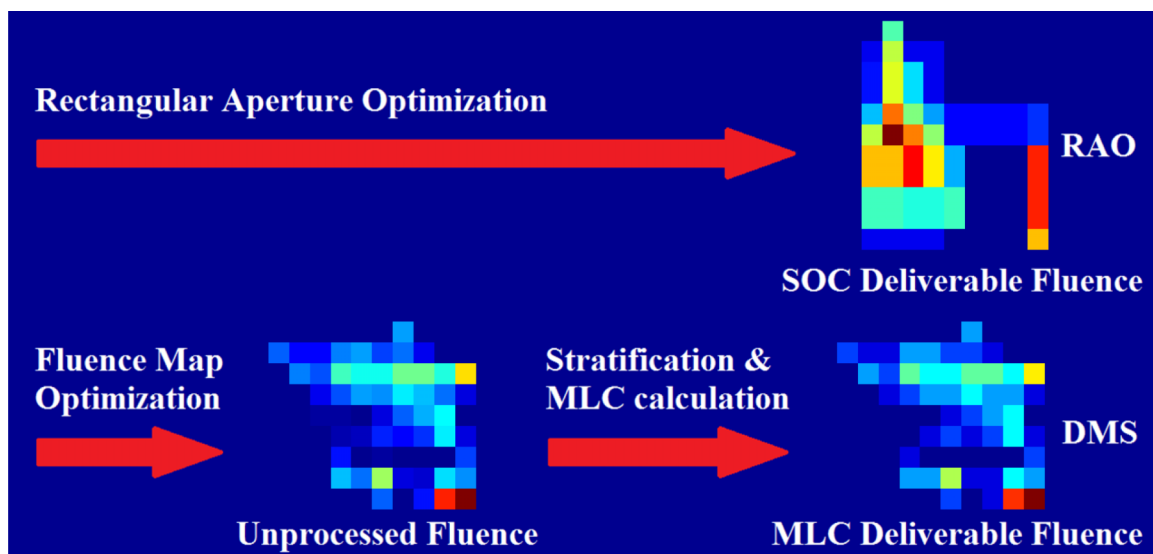 Rectangular Aperture Optimization
RAO
SOC Deliverable Fluence
Fluence Map
Optimization
Stratification &
MLC calculation
DMS
Unprocessed Fluence
MLC Deliverable Fluence